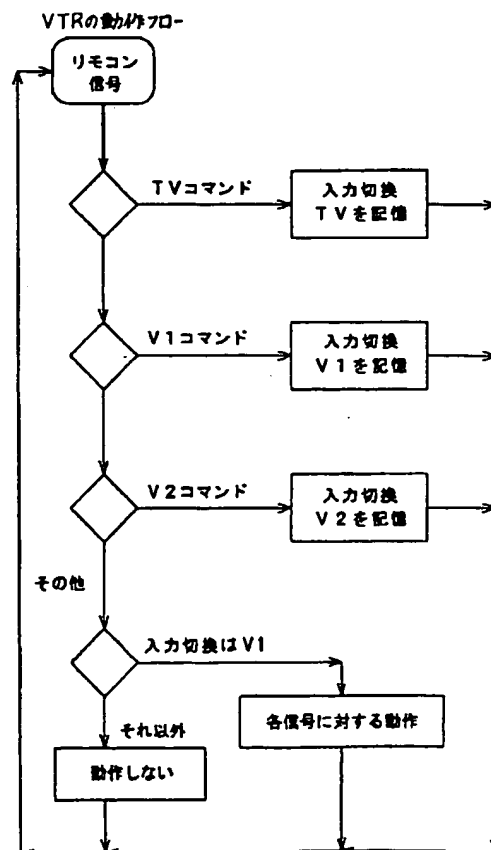 VTRの動作フロー
リモコン
信号
TVコマンド
入力切換
TVを記憶
V1コマンド
入力切換
V1を記憶
V2コマンド
入力切換
V2を記憶
その他
入力切換はV1
各信号に対する動作
それ以外
動作しない